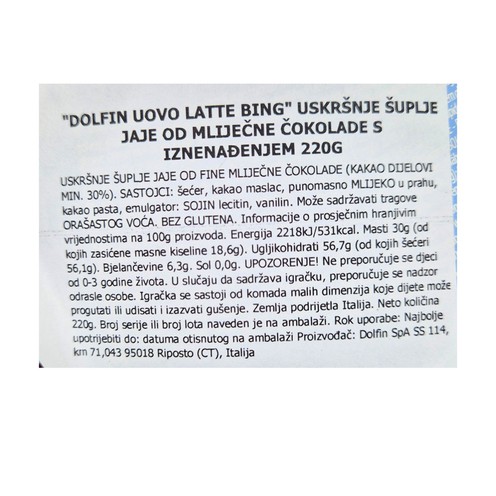 "DOLFIN UOVO LATTE BING" USKRŠNJE ŠUPLJE
JAJE OD MLIJEČNE ČOKOLADE S
IZNENAĐENJEM 220G
USKRŠNJE ŠUPLJE JAJE OD FINE MLIJEČNE ČOKOLADE (KAKAO DIJELOVI
MIN. 30%). SASTOJCI: šećer, kakao maslac, punomasno MLIJEKO u prahu,
kakao pasta, emulgator: SOJIN lecitin, vanilin. Može sadržavati tragove
ORAŠASTOG VOĆA. BEZ GLUTENA. Informacije o prosječnim hranjivim
vrijednostima na 100g proizvoda. Energija 2218kJ/531kcal. Masti 30g (od
kojih zasićene masne kiseline 18,6g). Ugljikohidrati 56,7g (od kojih šećeri
56,1g). Bjelančevine 6,3g. Sol 0,0g. UPOZORENJE! Ne preporučuje se djeci
od 0-3 godine života. U slučaju da sadržava igračku, preporučuje se nadzor
odrasle osobe. Igračka se sastoji od komada malih dimenzija koje dijete može
progutati ili udisati i izazvati gušenje. Zemlja podrijetla Italija. Neto količina
220g. Broj serije ili broj lota naveden je na ambalaži. Rok uporabe: Najbolje
upotrijebiti do: datuma otisnutog na ambalaži Proizvođač: Dolfin SpA SS 114,
km 71,043 95018 Riposto (CT), Italija